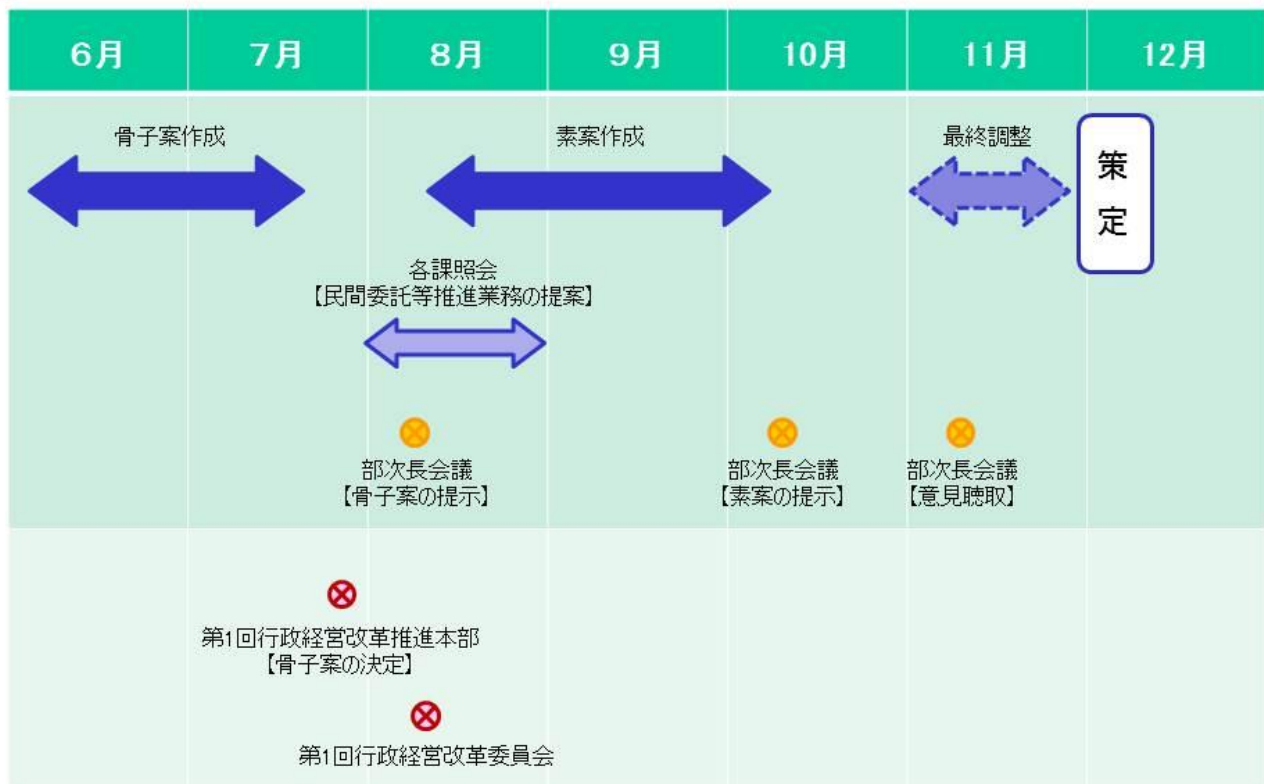 6月 7月 8月 9月 10月 11月 12月
骨子案作成
素案作成
最終調整
策
定
各課照会
【民間委託等推進業務の提案】
部次長会議
【骨子案の提示】
部次長会議
【素案の提示】
部次長会議
【意見聴取】
第1回行政経営改革推進本部
【骨子案の決定】
第1回行政経営改革委員会